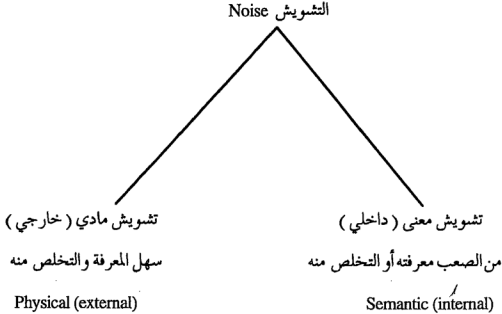 التشويش Noise
تشويش معنى (داخلي)
من الصعب معرفته أو التخلص منه
Semantic (internal)
تشويش مادي (خارجي)
سهل المعرفة والتخلص منه
Physical (external)